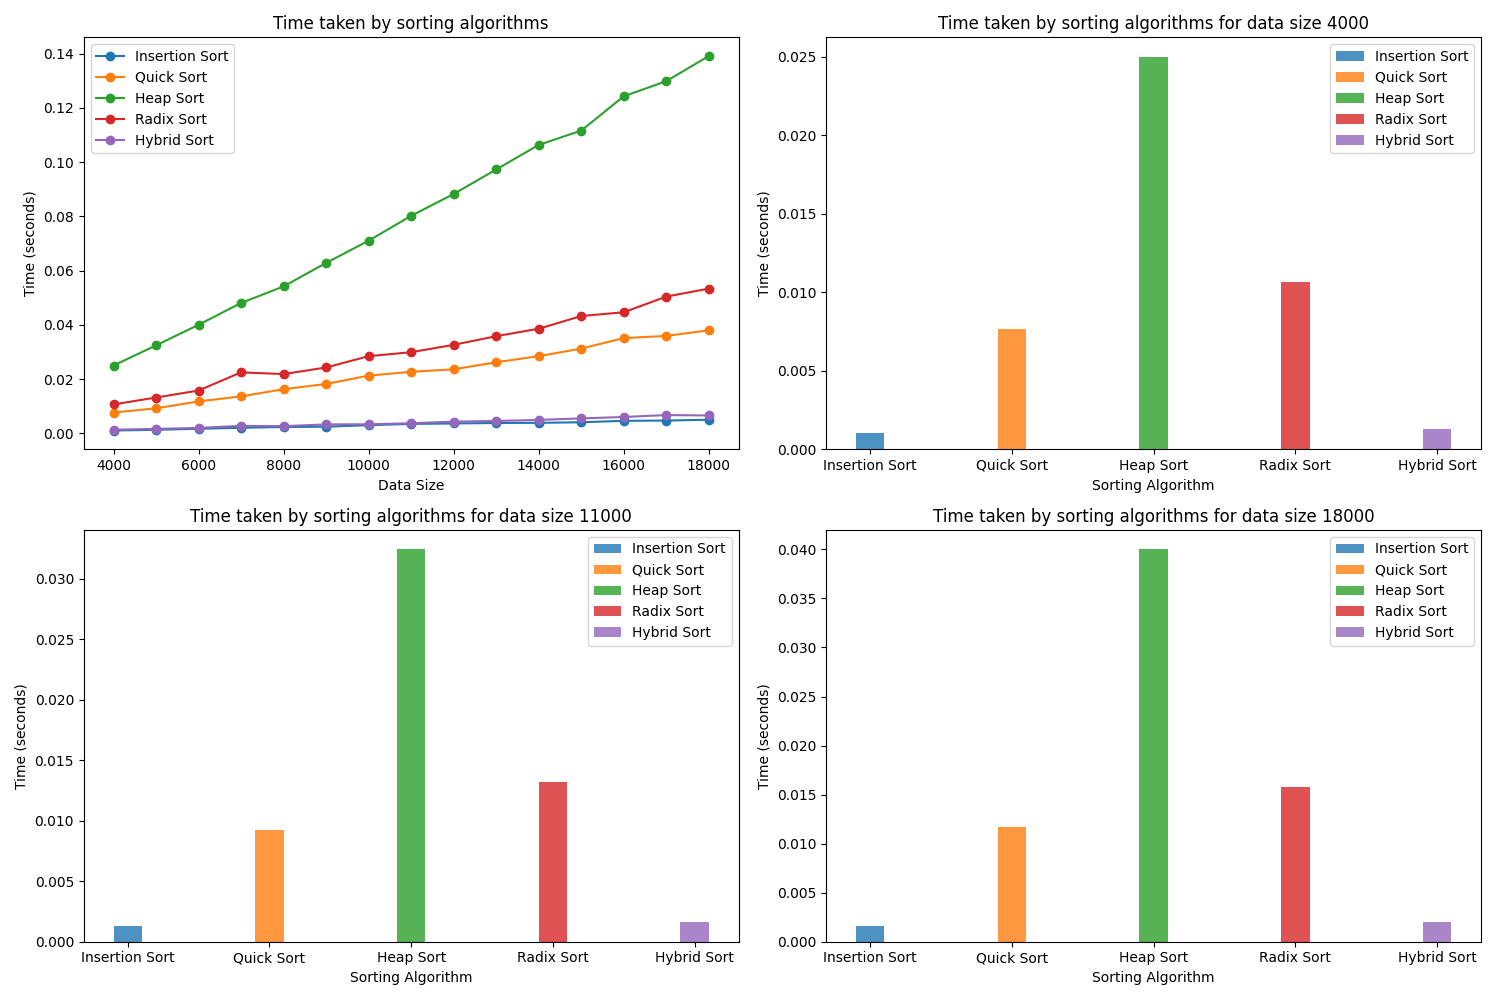 Time taken by sorting algorithms
Time (seconds)
0.14
0.12
0.10
0.08
0.06
0.04
0.02
0.00
Insertion Sort
Quick Sort
Heap Sort
Radix Sort
Hybrid Sort
4000 6000 8000 10000 12000 14000 16000 18000
Data Size
Time taken by sorting algorithms for data size 4000
Time (seconds)
0.025
0.020
0.015
0.010
0.005
0.000
Insertion Sort
Quick Sort
Heap Sort
Radix Sort
Hybrid Sort
Insertion Sort Quick Sort Heap Sort Radix Sort Hybrid Sort
Sorting Algorithm
Time taken by sorting algorithms for data size 11000
Time (seconds)
0.030
0.025
0.020
0.015
0.010
0.005
0.000
Insertion Sort
Quick Sort
Heap Sort
Radix Sort
Hybrid Sort
Insertion Sort Quick Sort Heap Sort Radix Sort Hybrid Sort
Sorting Algorithm
Time taken by sorting algorithms for data size 18000
Time (seconds)
0.040
0.035
0.030
0.025
0.020
0.015
0.010
0.005
0.000
Insertion Sort
Quick Sort
Heap Sort
Radix Sort
Hybrid Sort
Insertion Sort Quick Sort Heap Sort Radix Sort Hybrid Sort
Sorting Algorithm